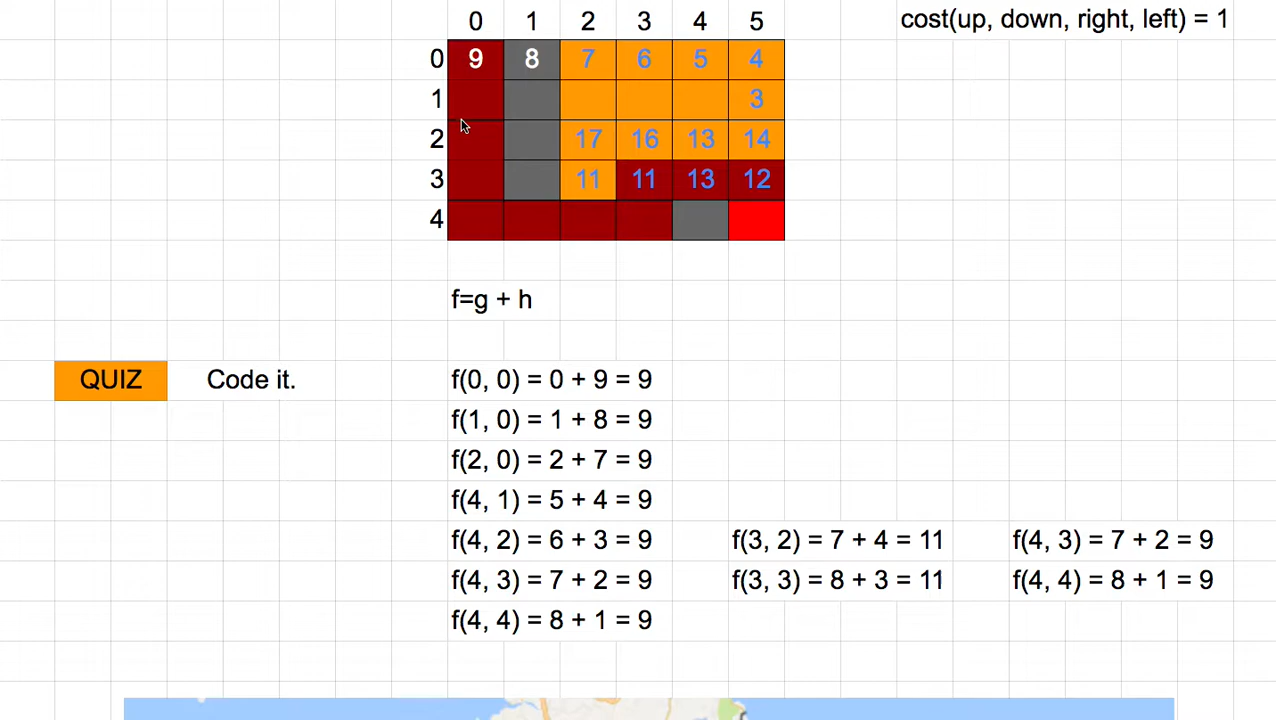 0 1 2 3 4 5 cost(up, down, right, left) = 1
0 9 8 7 6 5 4
1 3
2 17 16 13 14
3 11 11 13 12
4
f=g + h
QUIZ Code it. f(0, 0) = 0 + 9 = 9
f(1, 0) = 1 + 8 = 9
f(2, 0) = 2 + 7 = 9
f(4, 1) = 5 + 4 = 9
f(4, 2) = 6 + 3 = 9 f(3, 2) = 7 + 4 = 11 f(4, 3) = 7 + 2 = 9
f(4, 3) = 7 + 2 = 9 f(3, 3) = 8 + 3 = 11 f(4, 4) = 8 + 1 = 9
f(4, 4) = 8 + 1 = 9